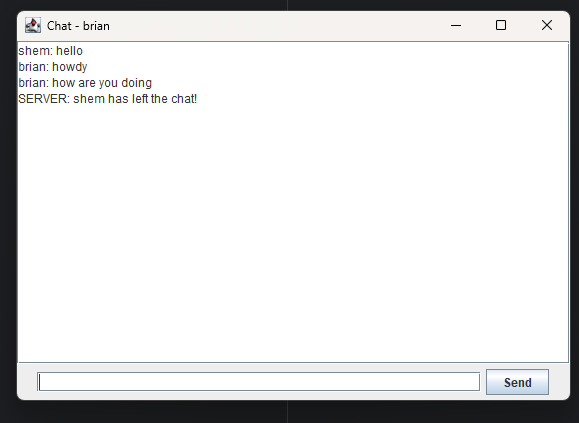 Chat - brian
shem: hello
brian: howdy
brian: how are you doing
SERVER: shem has left the chat!
Send